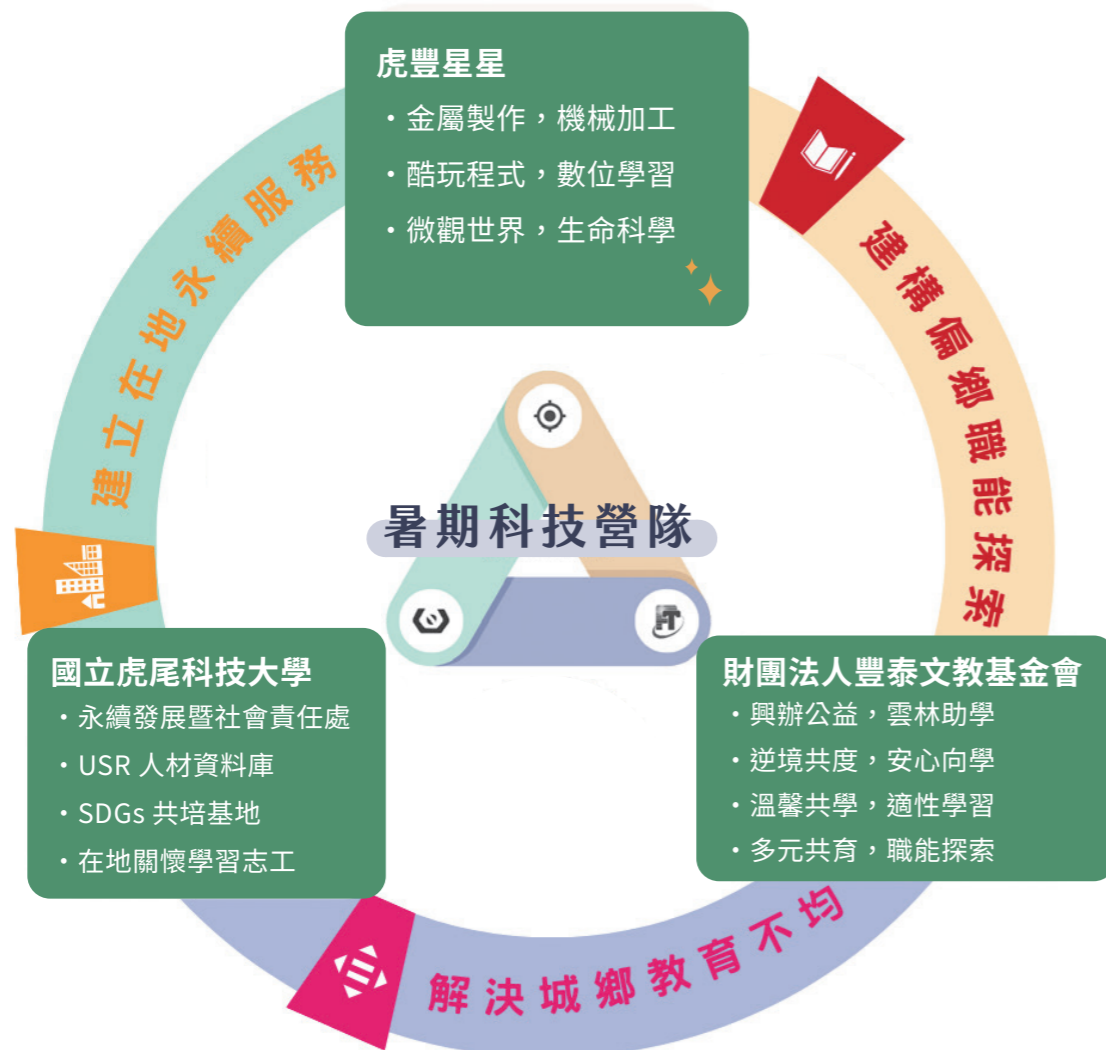 虎豐星星
・金屬製作，機械加工
・酷玩程式，數位學習
・微觀世界，生命科學
建立在地永續服務
建構偏鄉職能探索
暑期科技營隊
國立虎尾科技大學
・永續發展暨社會責任處
・USR 人材資料庫
・SDGs 共培基地
・在地關懷學習志工
財團法人豐泰文教基金會
・興辦公益，雲林助學
・逆境共度，安心向學
・溫馨共學，適性學習
・多元共育，職能探索
解決城鄉教育不均